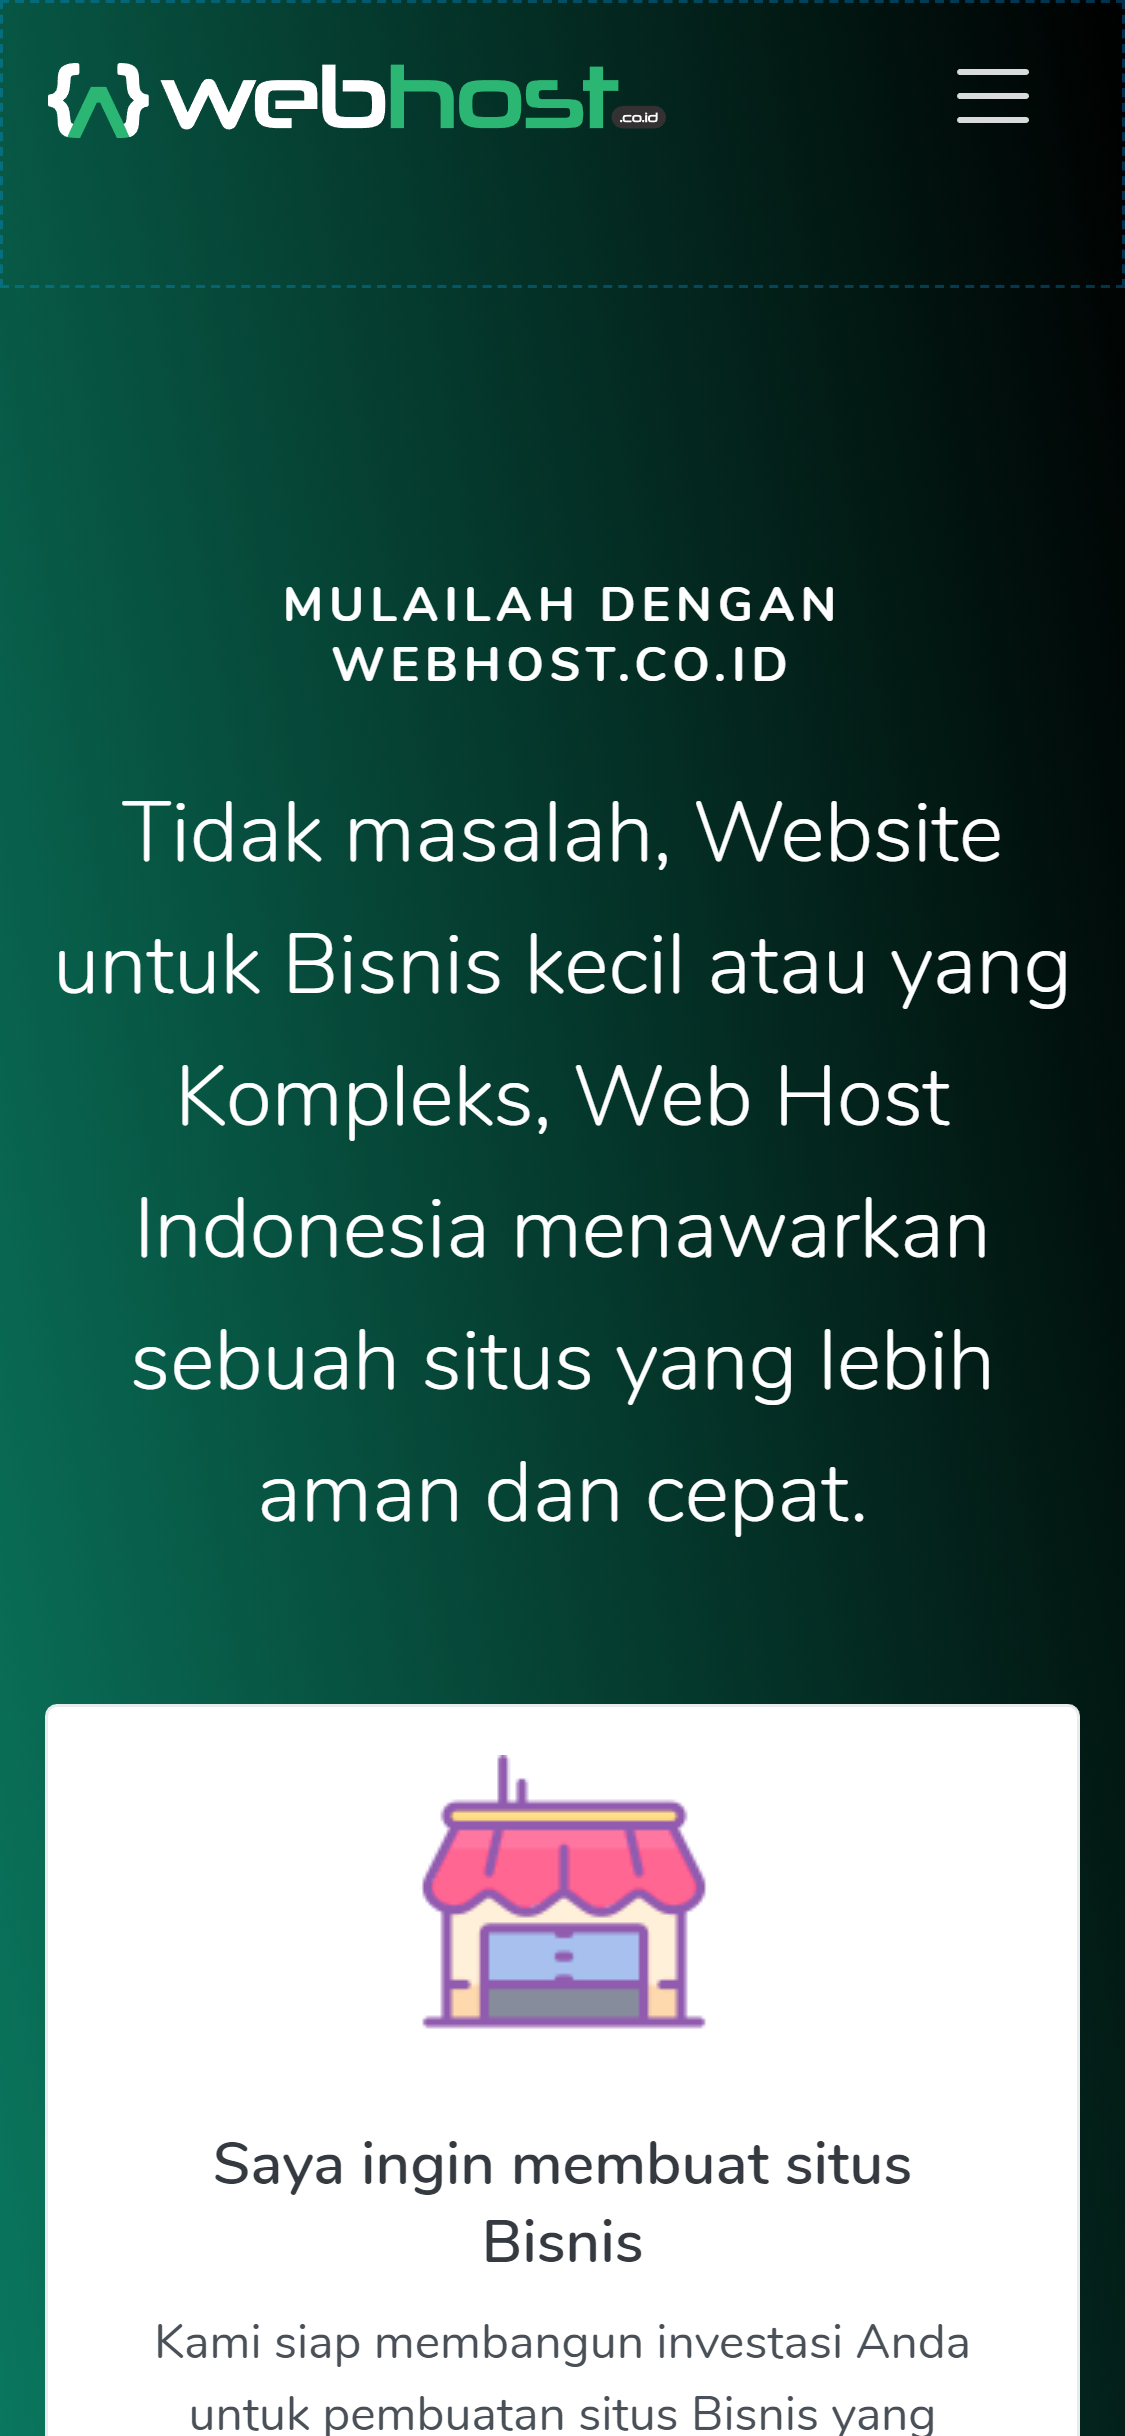 webhost
.co.id
MULAILAH DENGAN
WEBHOST.CO.ID
Tidak masalah, Website
untuk Bisnis kecil atau yang
Kompleks, Web Host
Indonesia menawarkan
sebuah situs yang lebih
aman dan cepat.
Saya ingin membuat situs
Bisnis
Kami siap membangun investasi Anda
untuk pembuatan situs Bisnis yang